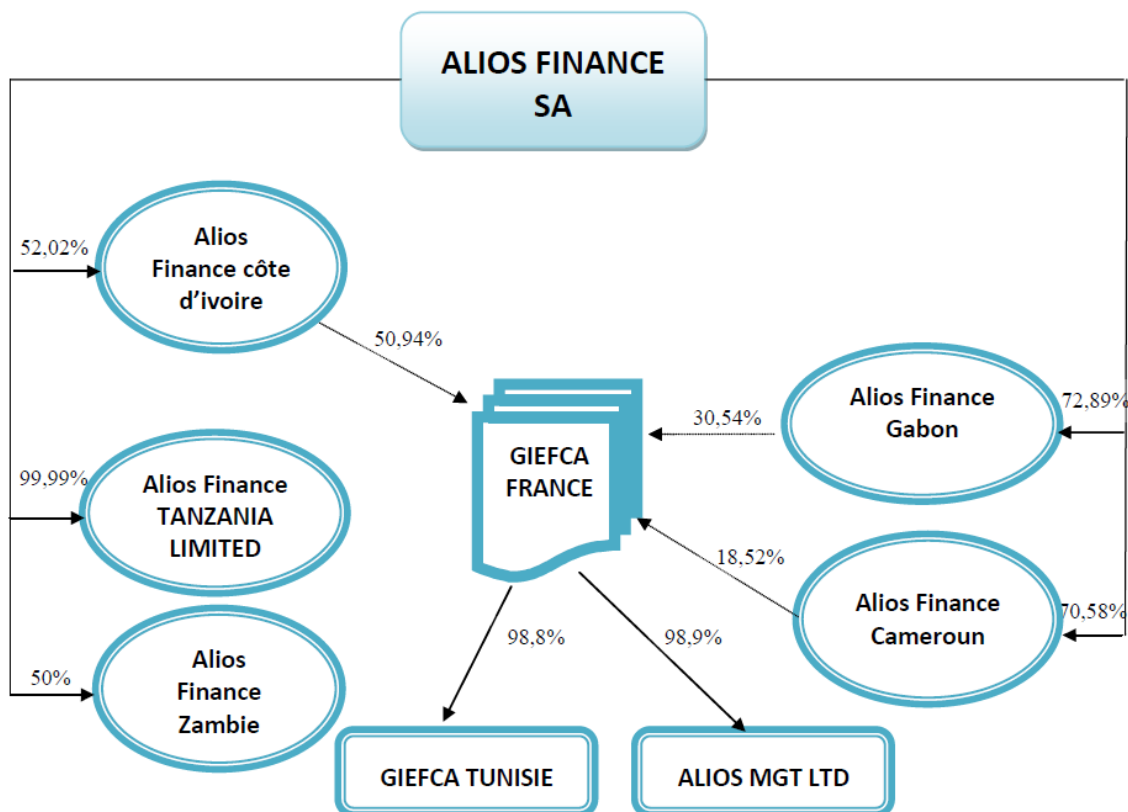 ALIOS FINANCE
SA
52,02%
Alios
Finance côte
d’ivoire
50,94%
99,99%
Alios Finance
TANZANIA
LIMITED
50%
Alios
Finance
Zambie
GIEFCA
FRANCE
30,54%
Alios Finance
Gabon
72,89%
18,52%
Alios Finance
Cameroun
70,58%
98,8%
98,9%
GIEFCA TUNISIE
ALIOS MGT LTD